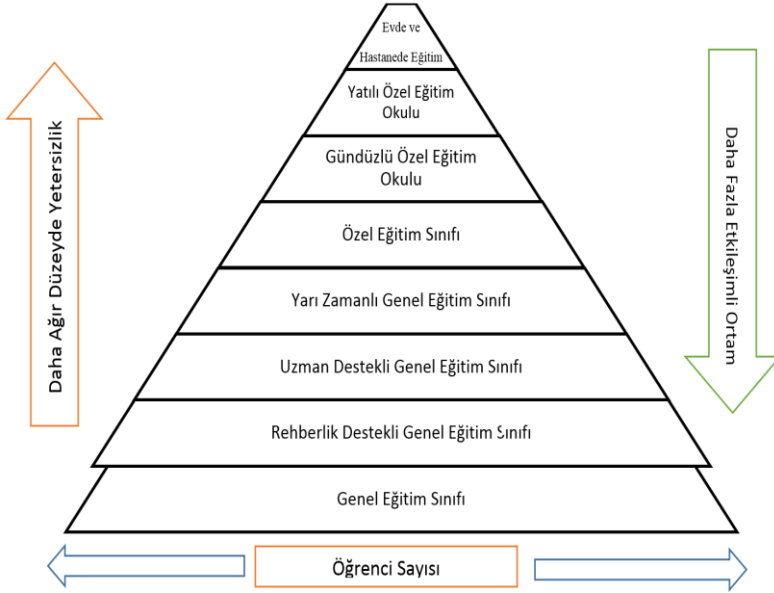 Evde ve
Hastanede Eğitim
Yatılı Özel Eğitim
Okulu
Gündüzlü Özel Eğitim
Okulu
Özel Eğitim Sınıfı
Yarı Zamanlı Genel Eğitim Sınıfı
Uzman Destekli Genel Eğitim Sınıfı
Rehberlik Destekli Genel Eğitim Sınıfı
Genel Eğitim Sınıfı
Daha Ağır Düzeyde Yetersizlik
Daha Fazla Etkileşimli Ortam
Öğrenci Sayısı